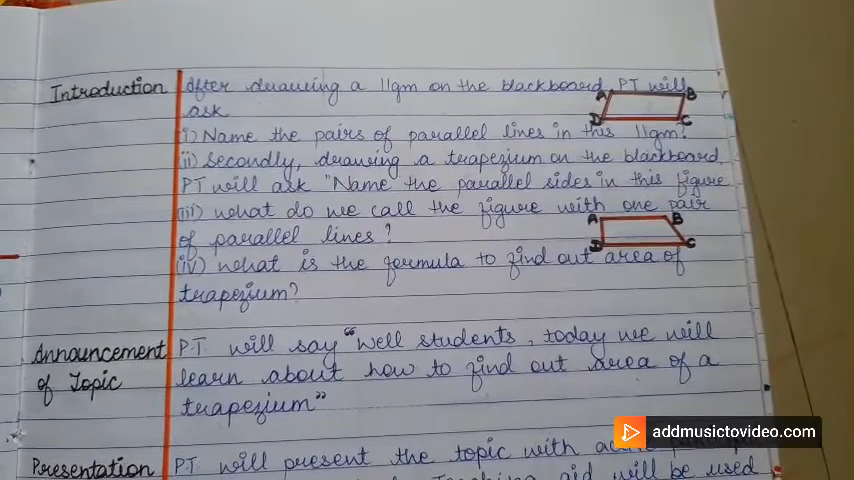 Introduction
After drawing a 11gm on the blackboard, PT will
ask
A B
D C
i) Name the pairs of parallel lines in this 11gm?
ii) Secondly, drawing a trapezium on the blackboard,
PT will ask "Name the parallel sides in this figure
iii) what do we call the figure with one pair
of parallel lines?
A B
D C
(iv) what is the formula to find out area of
trapezium?
Announcement of Topic
P.T. will say "Well students, today we will
learn about how to find out area of a
trapezium"
Presentation
P.T. will present the topic with
aid will be used
addmusictovideo.com